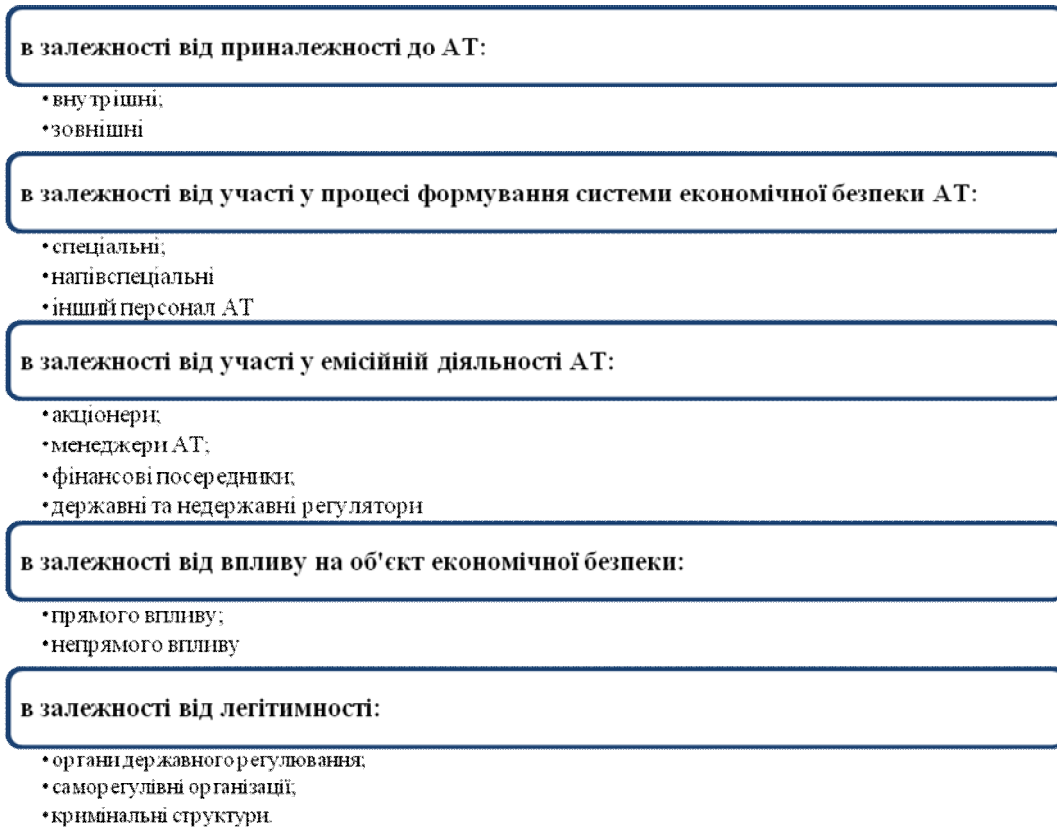 в залежності від приналежності до АТ:
•внутрішні;
•зовнішні
в залежності від участі у процесі формування системи економічної безпеки АТ:
•спеціальні;
•напівспеціальні
•інший персонал АТ
в залежності від участі у емісійній діяльності АТ:
•акціонери;
•менеджери АТ;
•фінансові посередники;
•державні та недержавні регулятори
в залежності від впливу на об'єкт економічної безпеки:
•прямого впливу;
•непрямого впливу
в залежності від легітимності:
•органи державного регулювання;
•саморегулівні організації;
•кримінальні структури.